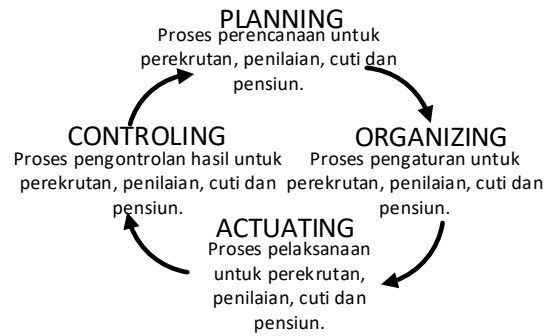 PLANNING
Proses perencanaan untuk
perekrutan, penilaian, cuti dan
pensiun.
CONTROLING
Proses pengontrolan hasil untuk
perekrutan, penilaian, cuti dan
pensiun.
ORGANIZING
Proses pengaturan untuk
perekrutan, penilaian, cuti dan
pensiun.
ACTUATING
Proses pelaksanaan
untuk perekrutan,
penilaian, cuti dan
pensiun.